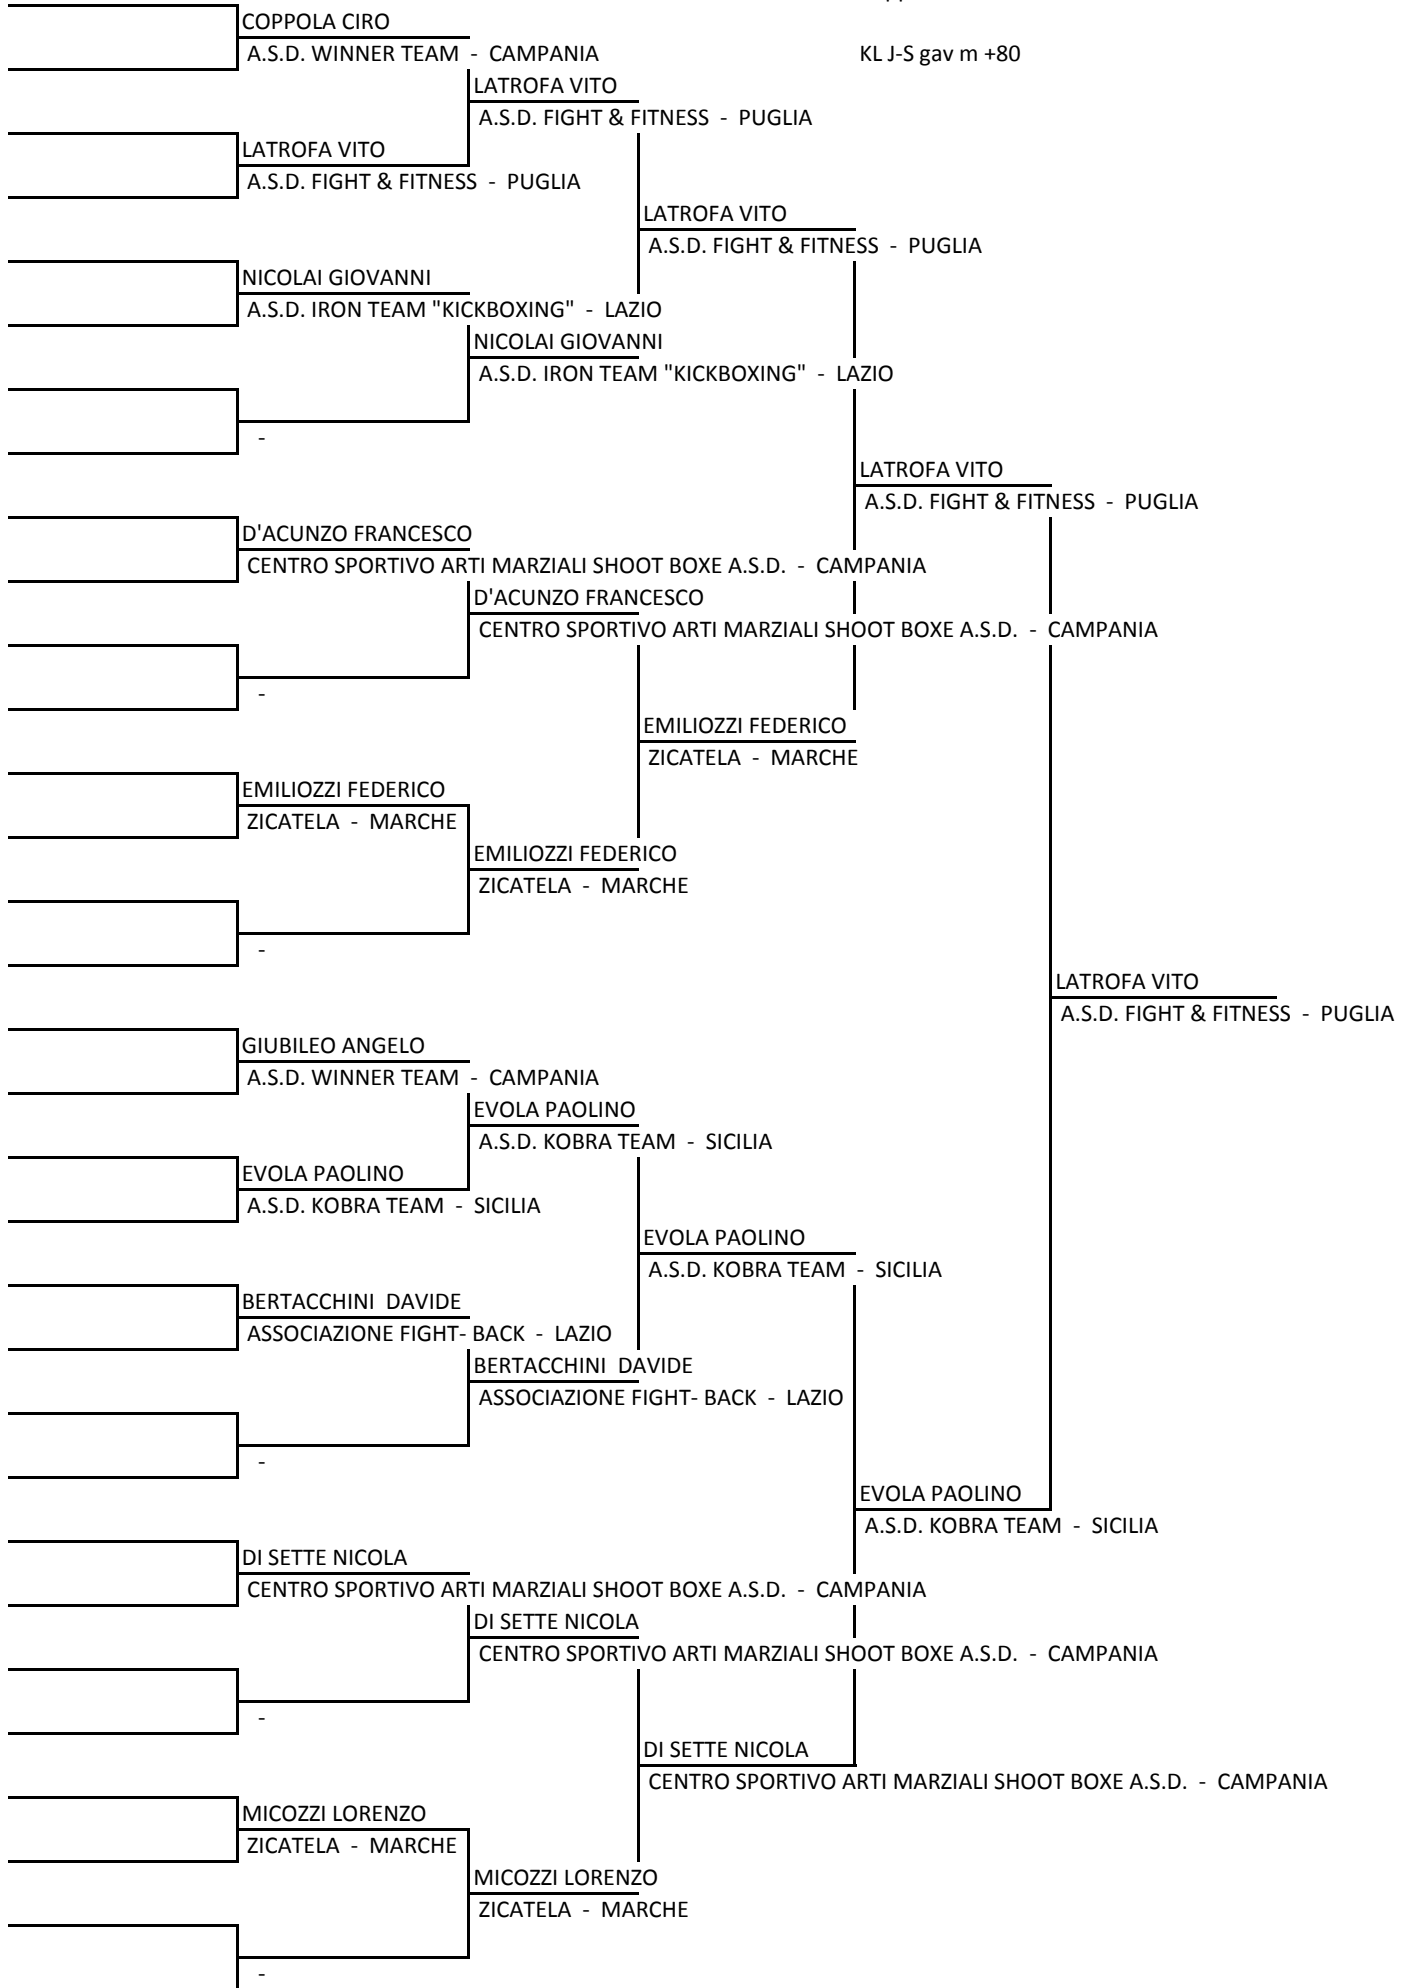 COPPOLA CIRO
A.S.D. WINNER TEAM - CAMPANIA
KL J-S gav m +80
LATROFA VITO
A.S.D. FIGHT & FITNESS - PUGLIA
LATROFA VITO
A.S.D. FIGHT & FITNESS - PUGLIA
LATROFA VITO
A.S.D. FIGHT & FITNESS - PUGLIA
NICOLAI GIOVANNI
A.S.D. IRON TEAM "KICKBOXING" - LAZIO
NICOLAI GIOVANNI
A.S.D. IRON TEAM "KICKBOXING" - LAZIO
-
LATROFA VITO
A.S.D. FIGHT & FITNESS - PUGLIA
D'ACUNZO FRANCESCO
CENTRO SPORTIVO ARTI MARZIALI SHOOT BOXE A.S.D. - CAMPANIA
D'ACUNZO FRANCESCO
CENTRO SPORTIVO ARTI MARZIALI SHOOT BOXE A.S.D. - CAMPANIA
-
EMILIOZZI FEDERICO
ZICATELA - MARCHE
EMILIOZZI FEDERICO
ZICATELA - MARCHE
EMILIOZZI FEDERICO
ZICATELA - MARCHE
-
LATROFA VITO
A.S.D. FIGHT & FITNESS - PUGLIA
GIUBILEO ANGELO
A.S.D. WINNER TEAM - CAMPANIA
EVOLA PAOLINO
A.S.D. KOBRA TEAM - SICILIA
EVOLA PAOLINO
A.S.D. KOBRA TEAM - SICILIA
EVOLA PAOLINO
A.S.D. KOBRA TEAM - SICILIA
BERTACCHINI DAVIDE
ASSOCIAZIONE FIGHT- BACK - LAZIO
BERTACCHINI DAVIDE
ASSOCIAZIONE FIGHT- BACK - LAZIO
-
EVOLA PAOLINO
A.S.D. KOBRA TEAM - SICILIA
DI SETTE NICOLA
CENTRO SPORTIVO ARTI MARZIALI SHOOT BOXE A.S.D. - CAMPANIA
DI SETTE NICOLA
CENTRO SPORTIVO ARTI MARZIALI SHOOT BOXE A.S.D. - CAMPANIA
-
DI SETTE NICOLA
CENTRO SPORTIVO ARTI MARZIALI SHOOT BOXE A.S.D. - CAMPANIA
MICOZZI LORENZO
ZICATELA - MARCHE
MICOZZI LORENZO
ZICATELA - MARCHE
-